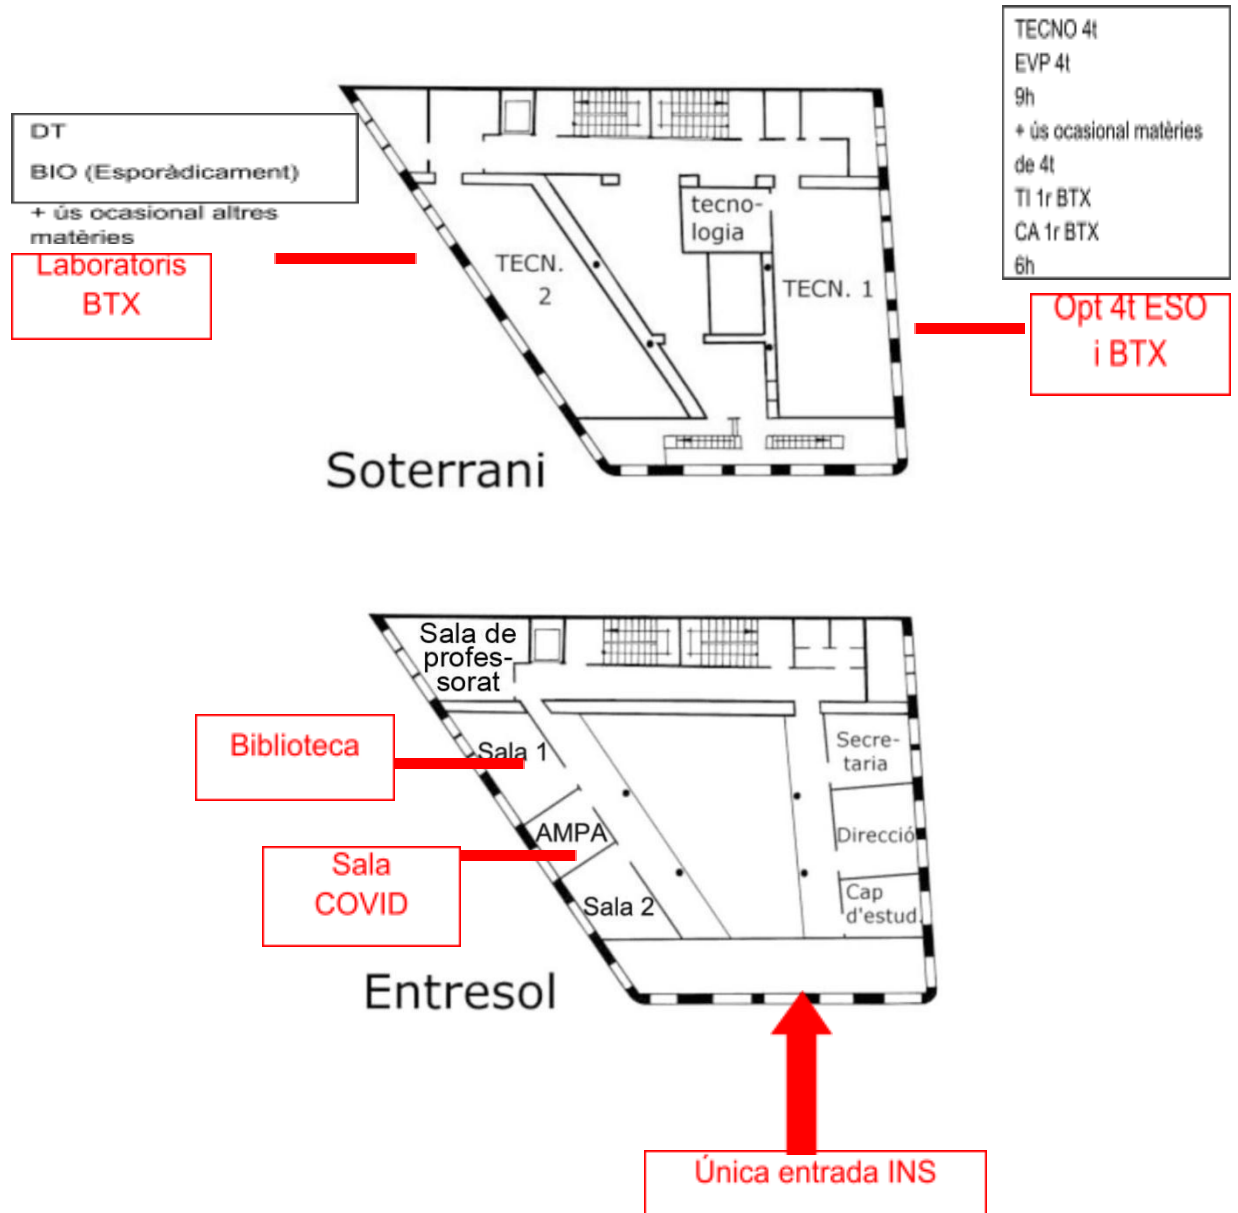 TECNO 4t
EVP 4t
9h
+ ús ocasional matèries
de 4t
TI 1r BTX
CA 1r BTX
6h
Opt 4t ESO
i BTX
DT
BIO (Esporàdicament)
+ ús ocasional altres
matèries
Laboratoris
BTX
tecno-
logia
TECN.
2
TECN. 1
Soterrani
Sala de
profes-
sorat
Biblioteca
Sala 1
Secre-
taria
AMPA
Direcció
Sala
COVID
Sala 2
Cap
d'estud.
Entresol
Única entrada INS